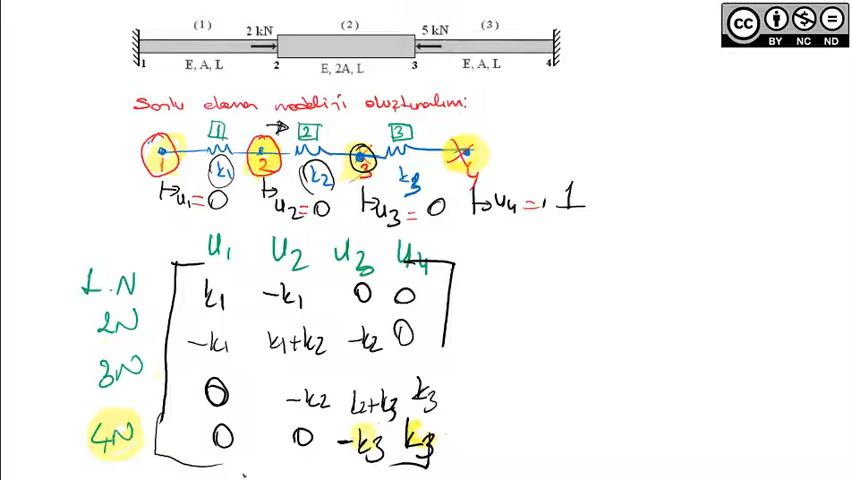 (1) 2 kN (2) 5 kN (3)
1 E, A, L 2 E, 2A, L 3 E, A, L 4
cc BY NC ND
Sonlu eleman modelini oluşturalım:
1 2 3
1 k1 2 k2 3 k3 4
u1=0 u2=0 u3=0 u4=1
u1 u2 u3 u4
1.N k1 -k1 0 0
2N -k1 k1+k2 -k2 0
3N 0 -k2 k2+k3 k3
4N 0 0 -k3 k3